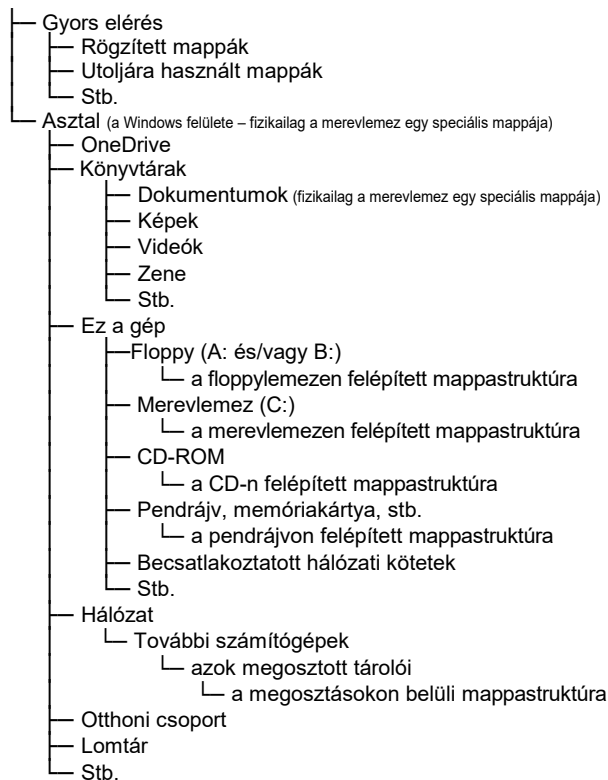 Gyors elérés
Rögzített mappák
Utoljára használt mappák
Stb.
Asztal (a Windows felülete – fizikailag a merevlemez egy speciális mappája)
OneDrive
Könyvtárak
Dokumentumok (fizikailag a merevlemez egy speciális mappája)
Képek
Videók
Zene
Stb.
Ez a gép
Floppy (A: és/vagy B:)
a floppylemezen felépített mappastruktúra
Merevlemez (C:)
a merevlemezen felépített mappastruktúra
CD-ROM
a CD-n felépített mappastruktúra
Pendrájv, memóriakártya, stb.
a pendrájvon felépített mappastruktúra
Becsatlakoztatott hálózati kötetek
Stb.
Hálózat
További számítógépek
azok megosztott tárolói
a megosztásokon belüli mappastruktúra
Otthoni csoport
Lomtár
Stb.